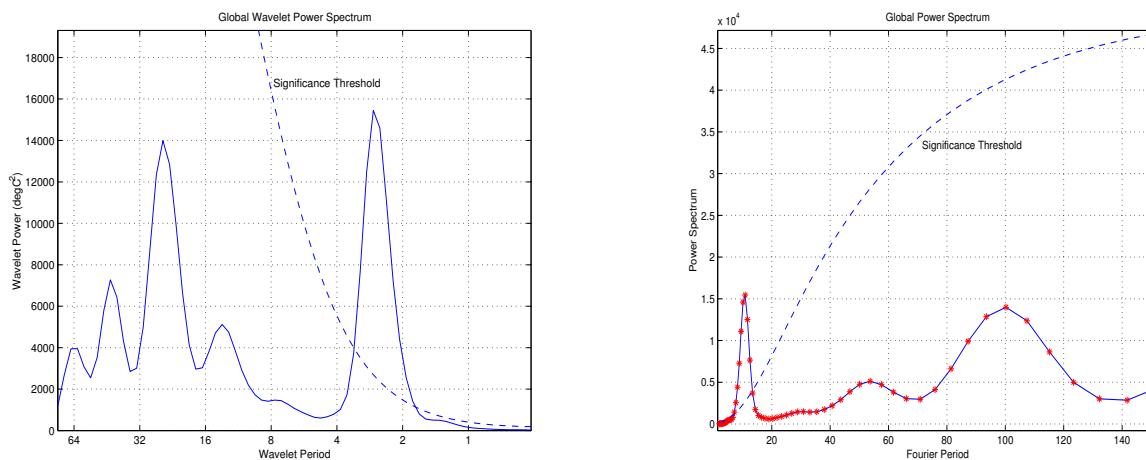 Global Wavelet Power Spectrum
18000
16000
14000
12000
10000
8000
6000
4000
2000
0
Wavelet Power (degC²)
Significance Threshold
64 32 16 8 4 2 1
Wavelet Period
x 10⁴
Global Power Spectrum
4.5
4
3.5
3
2.5
2
1.5
1
0.5
0
Power Spectrum
Significance Threshold
20 40 60 80 100 120 140
Fourier Period